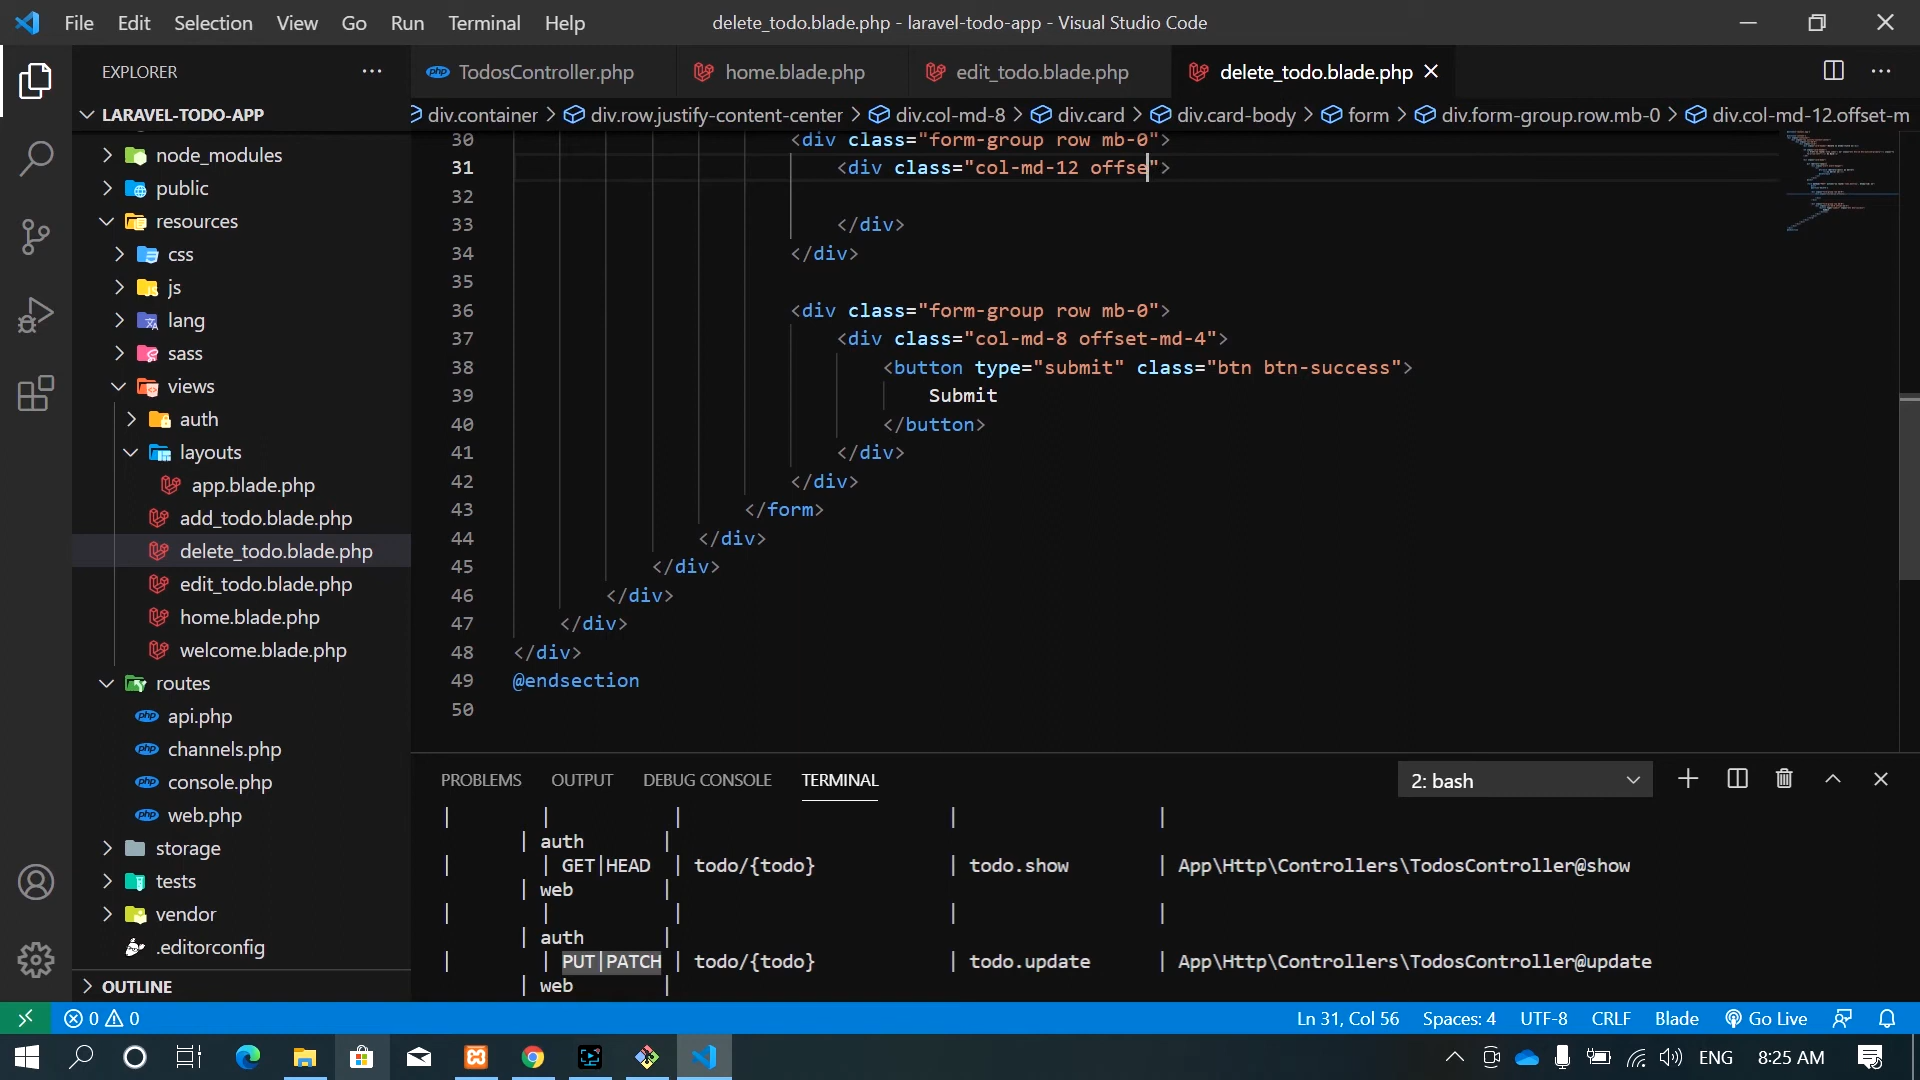 File Edit Selection View Go Run Terminal Help
delete_todo.blade.php - laravel-todo-app - Visual Studio Code
EXPLORER
TodosController.php
home.blade.php
edit_todo.blade.php
delete_todo.blade.php
LARAVEL-TODO-APP
div.container > div.row.justify-content-center > div.col-md-8 > div.card > div.card-body > form > div.form-group.row.mb-0 > div.col-md-12.offset-m
node_modules
public
resources
css
js
lang
sass
views
auth
layouts
app.blade.php
add_todo.blade.php
delete_todo.blade.php
edit_todo.blade.php
home.blade.php
welcome.blade.php
routes
api.php
channels.php
console.php
web.php
storage
tests
vendor
.editorconfig
OUTLINE
30 <div class="form-group row mb-0">
31 <div class="col-md-12 offse">
32
33 </div>
34 </div>
35
36 <div class="form-group row mb-0">
37 <div class="col-md-8 offset-md-4">
38 <button type="submit" class="btn btn-success">
39 Submit
40 </button>
41 </div>
42 </div>
43 </form>
44 </div>
45 </div>
46 </div>
47 </div>
48 </div>
49 @endsection
50
PROBLEMS OUTPUT DEBUG CONSOLE TERMINAL
2: bash
| | | | |
| auth |
| | GET|HEAD | todo/{todo} | todo.show | App\Http\Controllers\TodosController@show
| web |
| | | | |
| auth |
| | PUT|PATCH | todo/{todo} | todo.update | App\Http\Controllers\TodosController@update
| web |
0 0
Ln 31, Col 56 Spaces: 4 UTF-8 CRLF Blade Go Live
ENG 8:25 AM